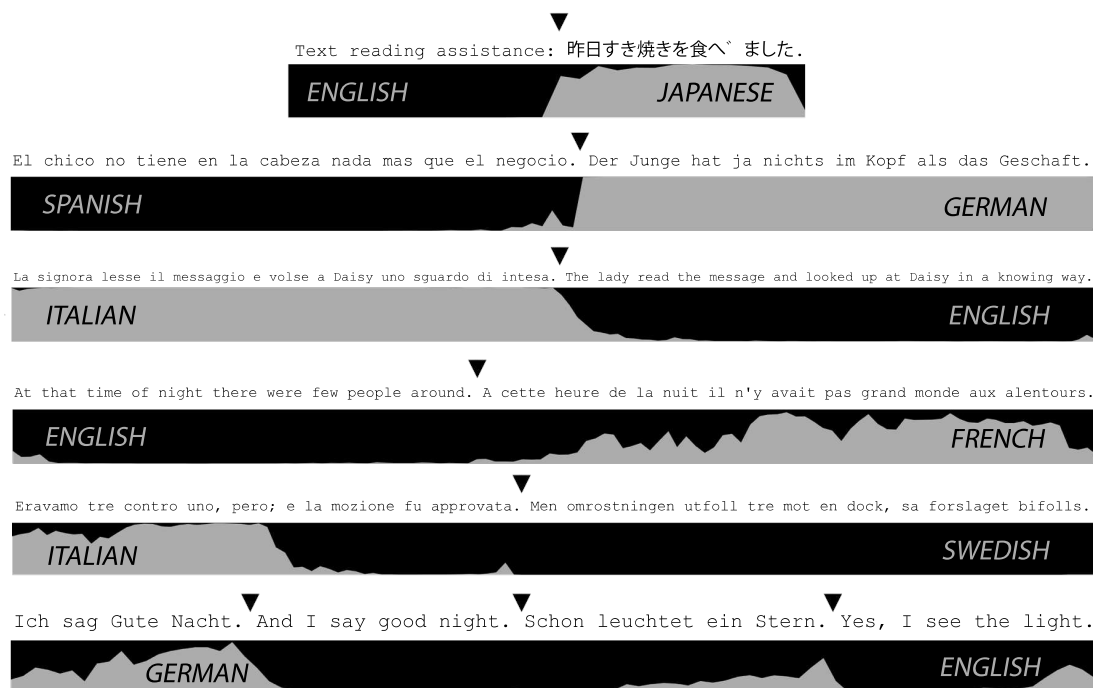 Text reading assistance: 昨日すき焼きを食へ゛ました.
ENGLISH JAPANESE
El chico no tiene en la cabeza nada mas que el negocio. Der Junge hat ja nichts im Kopf als das Geschaft.
SPANISH GERMAN
La signora lesse il messaggio e volse a Daisy uno sguardo di intesa. The lady read the message and looked up at Daisy in a knowing way.
ITALIAN ENGLISH
At that time of night there were few people around. A cette heure de la nuit il n'y avait pas grand monde aux alentours.
ENGLISH FRENCH
Eravamo tre contro uno, pero; e la mozione fu approvata. Men omrostningen utfoll tre mot en dock, sa forslaget bifolls.
ITALIAN SWEDISH
Ich sag Gute Nacht. And I say good night. Schon leuchtet ein Stern. Yes, I see the light.
GERMAN ENGLISH